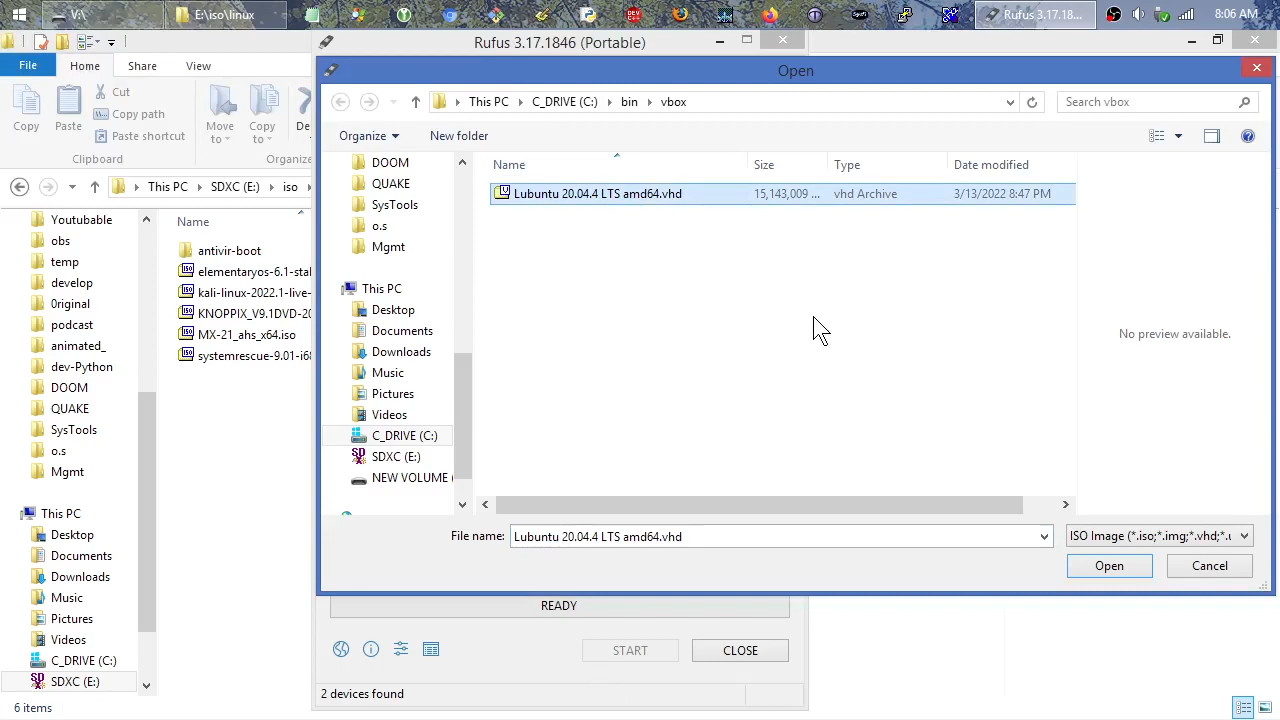 V:\
E:\iso\linux
Rufus 3.17.18...
8:06 AM
Rufus 3.17.1846 (Portable)
File
Home
Share
View
Copy
Paste
Cut
Copy path
Paste shortcut
Move to
Copy to
De
Clipboard
Organize
This PC
SDXC (E:)
iso
Youtubable
obs
temp
develop
0riginal
podcast
animated_
dev-Python
DOOM
QUAKE
SysTools
o.s
Mgmt
This PC
Desktop
Documents
Downloads
Music
Pictures
Videos
C_DRIVE (C:)
SDXC (E:)
6 items
Name
antivir-boot
elementaryos-6.1-stal
kali-linux-2022.1-live-
KNOPPIX_V9.1DVD-20
MX-21_ahs_x64.iso
systemrescue-9.01-i68
Open
This PC
C_DRIVE (C:)
bin
vbox
Search vbox
Organize
New folder
DOOM
QUAKE
SysTools
o.s
Mgmt
This PC
Desktop
Documents
Downloads
Music
Pictures
Videos
C_DRIVE (C:)
SDXC (E:)
NEW VOLUME (
Name
Size
Type
Date modified
Lubuntu 20.04.4 LTS amd64.vhd
15,143,009 ...
vhd Archive
3/13/2022 8:47 PM
No preview available.
File name:
Lubuntu 20.04.4 LTS amd64.vhd
ISO Image (*.iso;*.img;*.vhd;*.u
Open
Cancel
READY
START
CLOSE
2 devices found